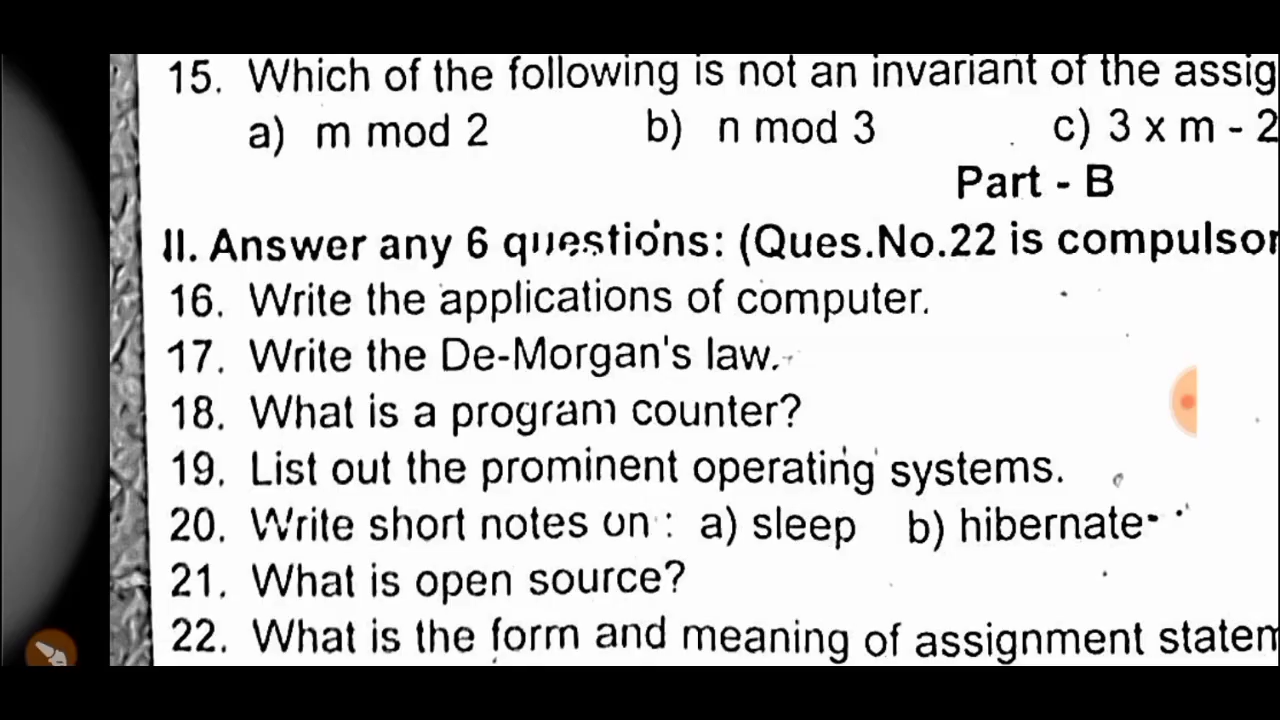 15. Which of the following is not an invariant of the assig
a) m mod 2 b) n mod 3 c) 3 x m - 2
Part - B
II. Answer any 6 questions: (Ques.No.22 is compulsor
16. Write the applications of computer.
17. Write the De-Morgan's law.
18. What is a program counter?
19. List out the prominent operating systems.
20. Write short notes on : a) sleep b) hibernate
21. What is open source?
22. What is the form and meaning of assignment statem